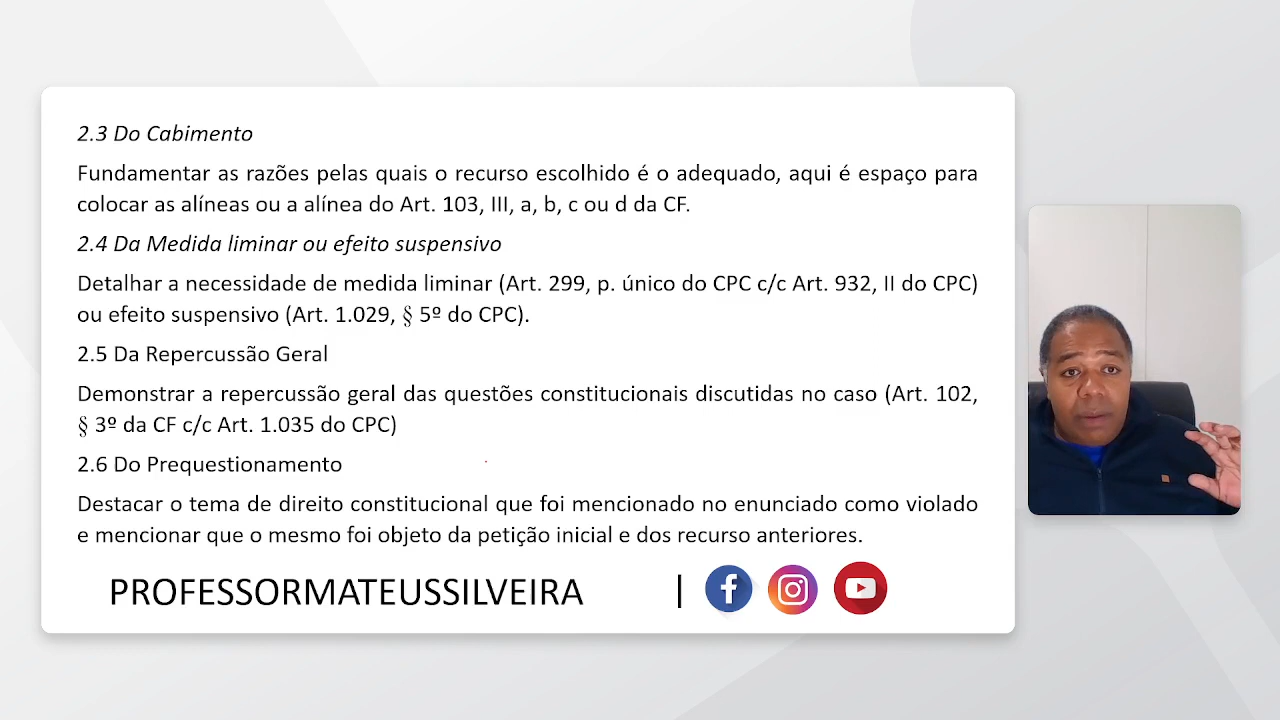 2.3 Do Cabimento
Fundamentar as razões pelas quais o recurso escolhido é o adequado, aqui é espaço para
colocar as alíneas ou a alínea do Art. 103, III, a, b, c ou d da CF.
2.4 Da Medida liminar ou efeito suspensivo
Detalhar a necessidade de medida liminar (Art. 299, p. único do CPC c/c Art. 932, II do CPC)
ou efeito suspensivo (Art. 1.029, § 5º do CPC).
2.5 Da Repercussão Geral
Demonstrar a repercussão geral das questões constitucionais discutidas no caso (Art. 102,
§ 3º da CF c/c Art. 1.035 do CPC)
2.6 Do Prequestionamento
Destacar o tema de direito constitucional que foi mencionado no enunciado como violado
e mencionar que o mesmo foi objeto da petição inicial e dos recurso anteriores.
PROFESSORMATEUSSILVEIRA |